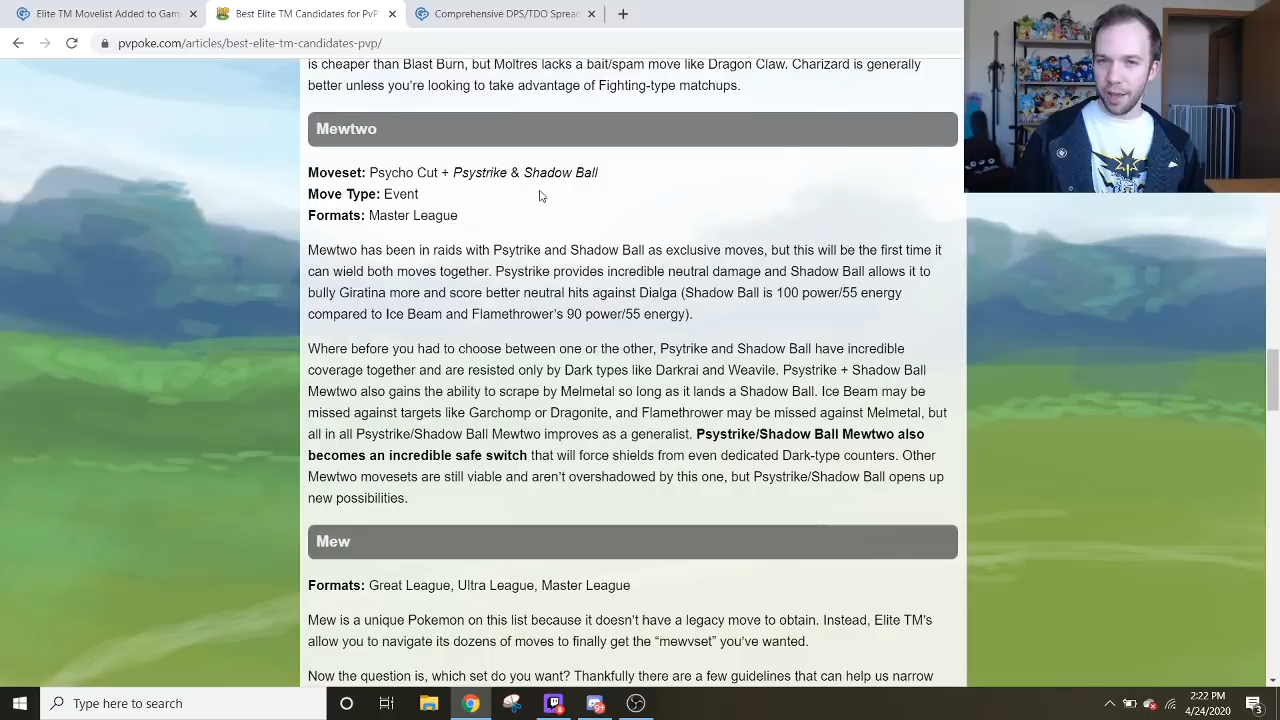 Elite TM Moveset Added to Gam
Best Elite TM Candidates for PvP
Comprehensive DPS/TDO Spread
pvpoke.com/articles/best-elite-tm-candidates-pvp/
is cheaper than Blast Burn, but Moltres lacks a bait/spam move like Dragon Claw. Charizard is generally
better unless you're looking to take advantage of Fighting-type matchups.
Mewtwo
Moveset: Psycho Cut + Psystrike & Shadow Ball
Move Type: Event
Formats: Master League
Mewtwo has been in raids with Psytrike and Shadow Ball as exclusive moves, but this will be the first time it
can wield both moves together. Psystrike provides incredible neutral damage and Shadow Ball allows it to
bully Giratina more and score better neutral hits against Dialga (Shadow Ball is 100 power/55 energy
compared to Ice Beam and Flamethrower's 90 power/55 energy).
Where before you had to choose between one or the other, Psytrike and Shadow Ball have incredible
coverage together and are resisted only by Dark types like Darkrai and Weavile. Psystrike + Shadow Ball
Mewtwo also gains the ability to scrape by Melmetal so long as it lands a Shadow Ball. Ice Beam may be
missed against targets like Garchomp or Dragonite, and Flamethrower may be missed against Melmetal, but
all in all Psystrike/Shadow Ball Mewtwo improves as a generalist. Psystrike/Shadow Ball Mewtwo also
becomes an incredible safe switch that will force shields from even dedicated Dark-type counters. Other
Mewtwo movesets are still viable and aren't overshadowed by this one, but Psystrike/Shadow Ball opens up
new possibilities.
Mew
Formats: Great League, Ultra League, Master League
Mew is a unique Pokemon on this list because it doesn't have a legacy move to obtain. Instead, Elite TM's
allow you to navigate its dozens of moves to finally get the "mewvset" you've wanted.
Now the question is, which set do you want? Thankfully there are a few guidelines that can help us narrow
Type here to search
2:22 PM
4/24/2020
3